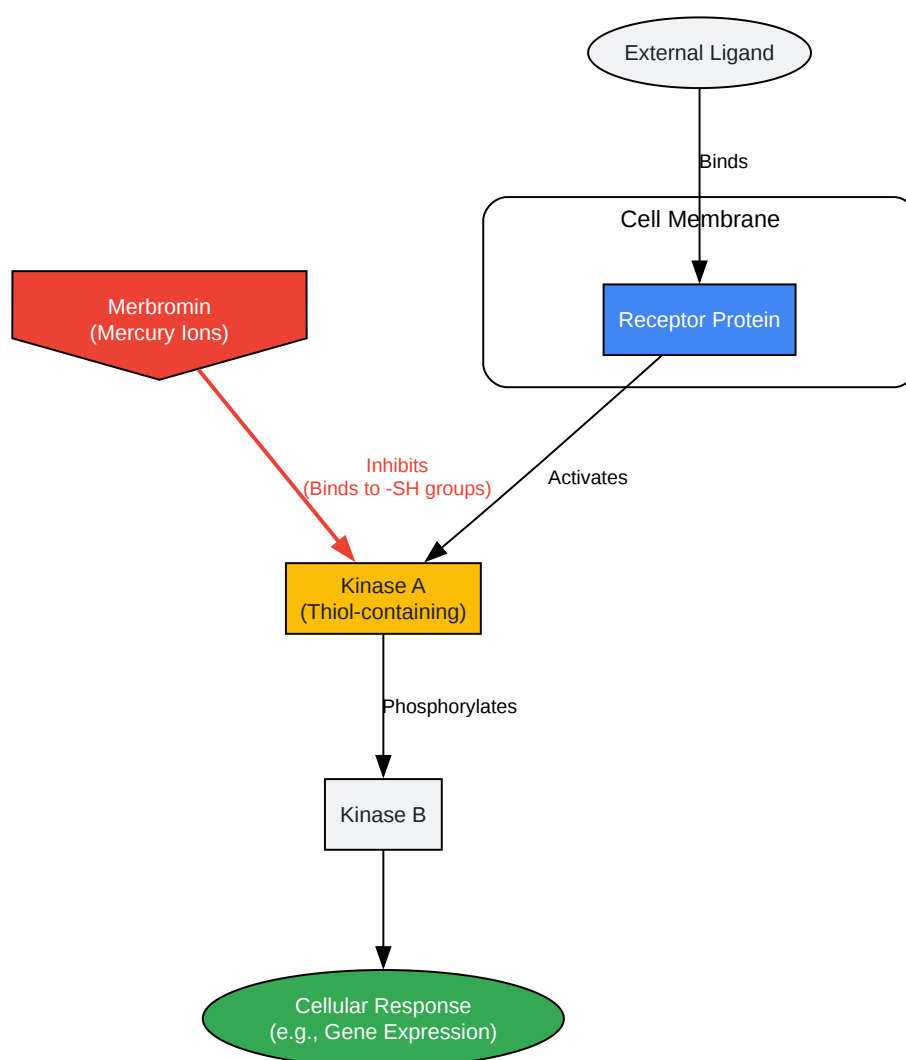 External Ligand
Binds
Cell Membrane
Receptor Protein
Merbromin
(Mercury Ions)
Inhibits
(Binds to -SH groups)
Activates
Kinase A
(Thiol-containing)
Phosphorylates
Kinase B
Cellular Response
(e.g., Gene Expression)